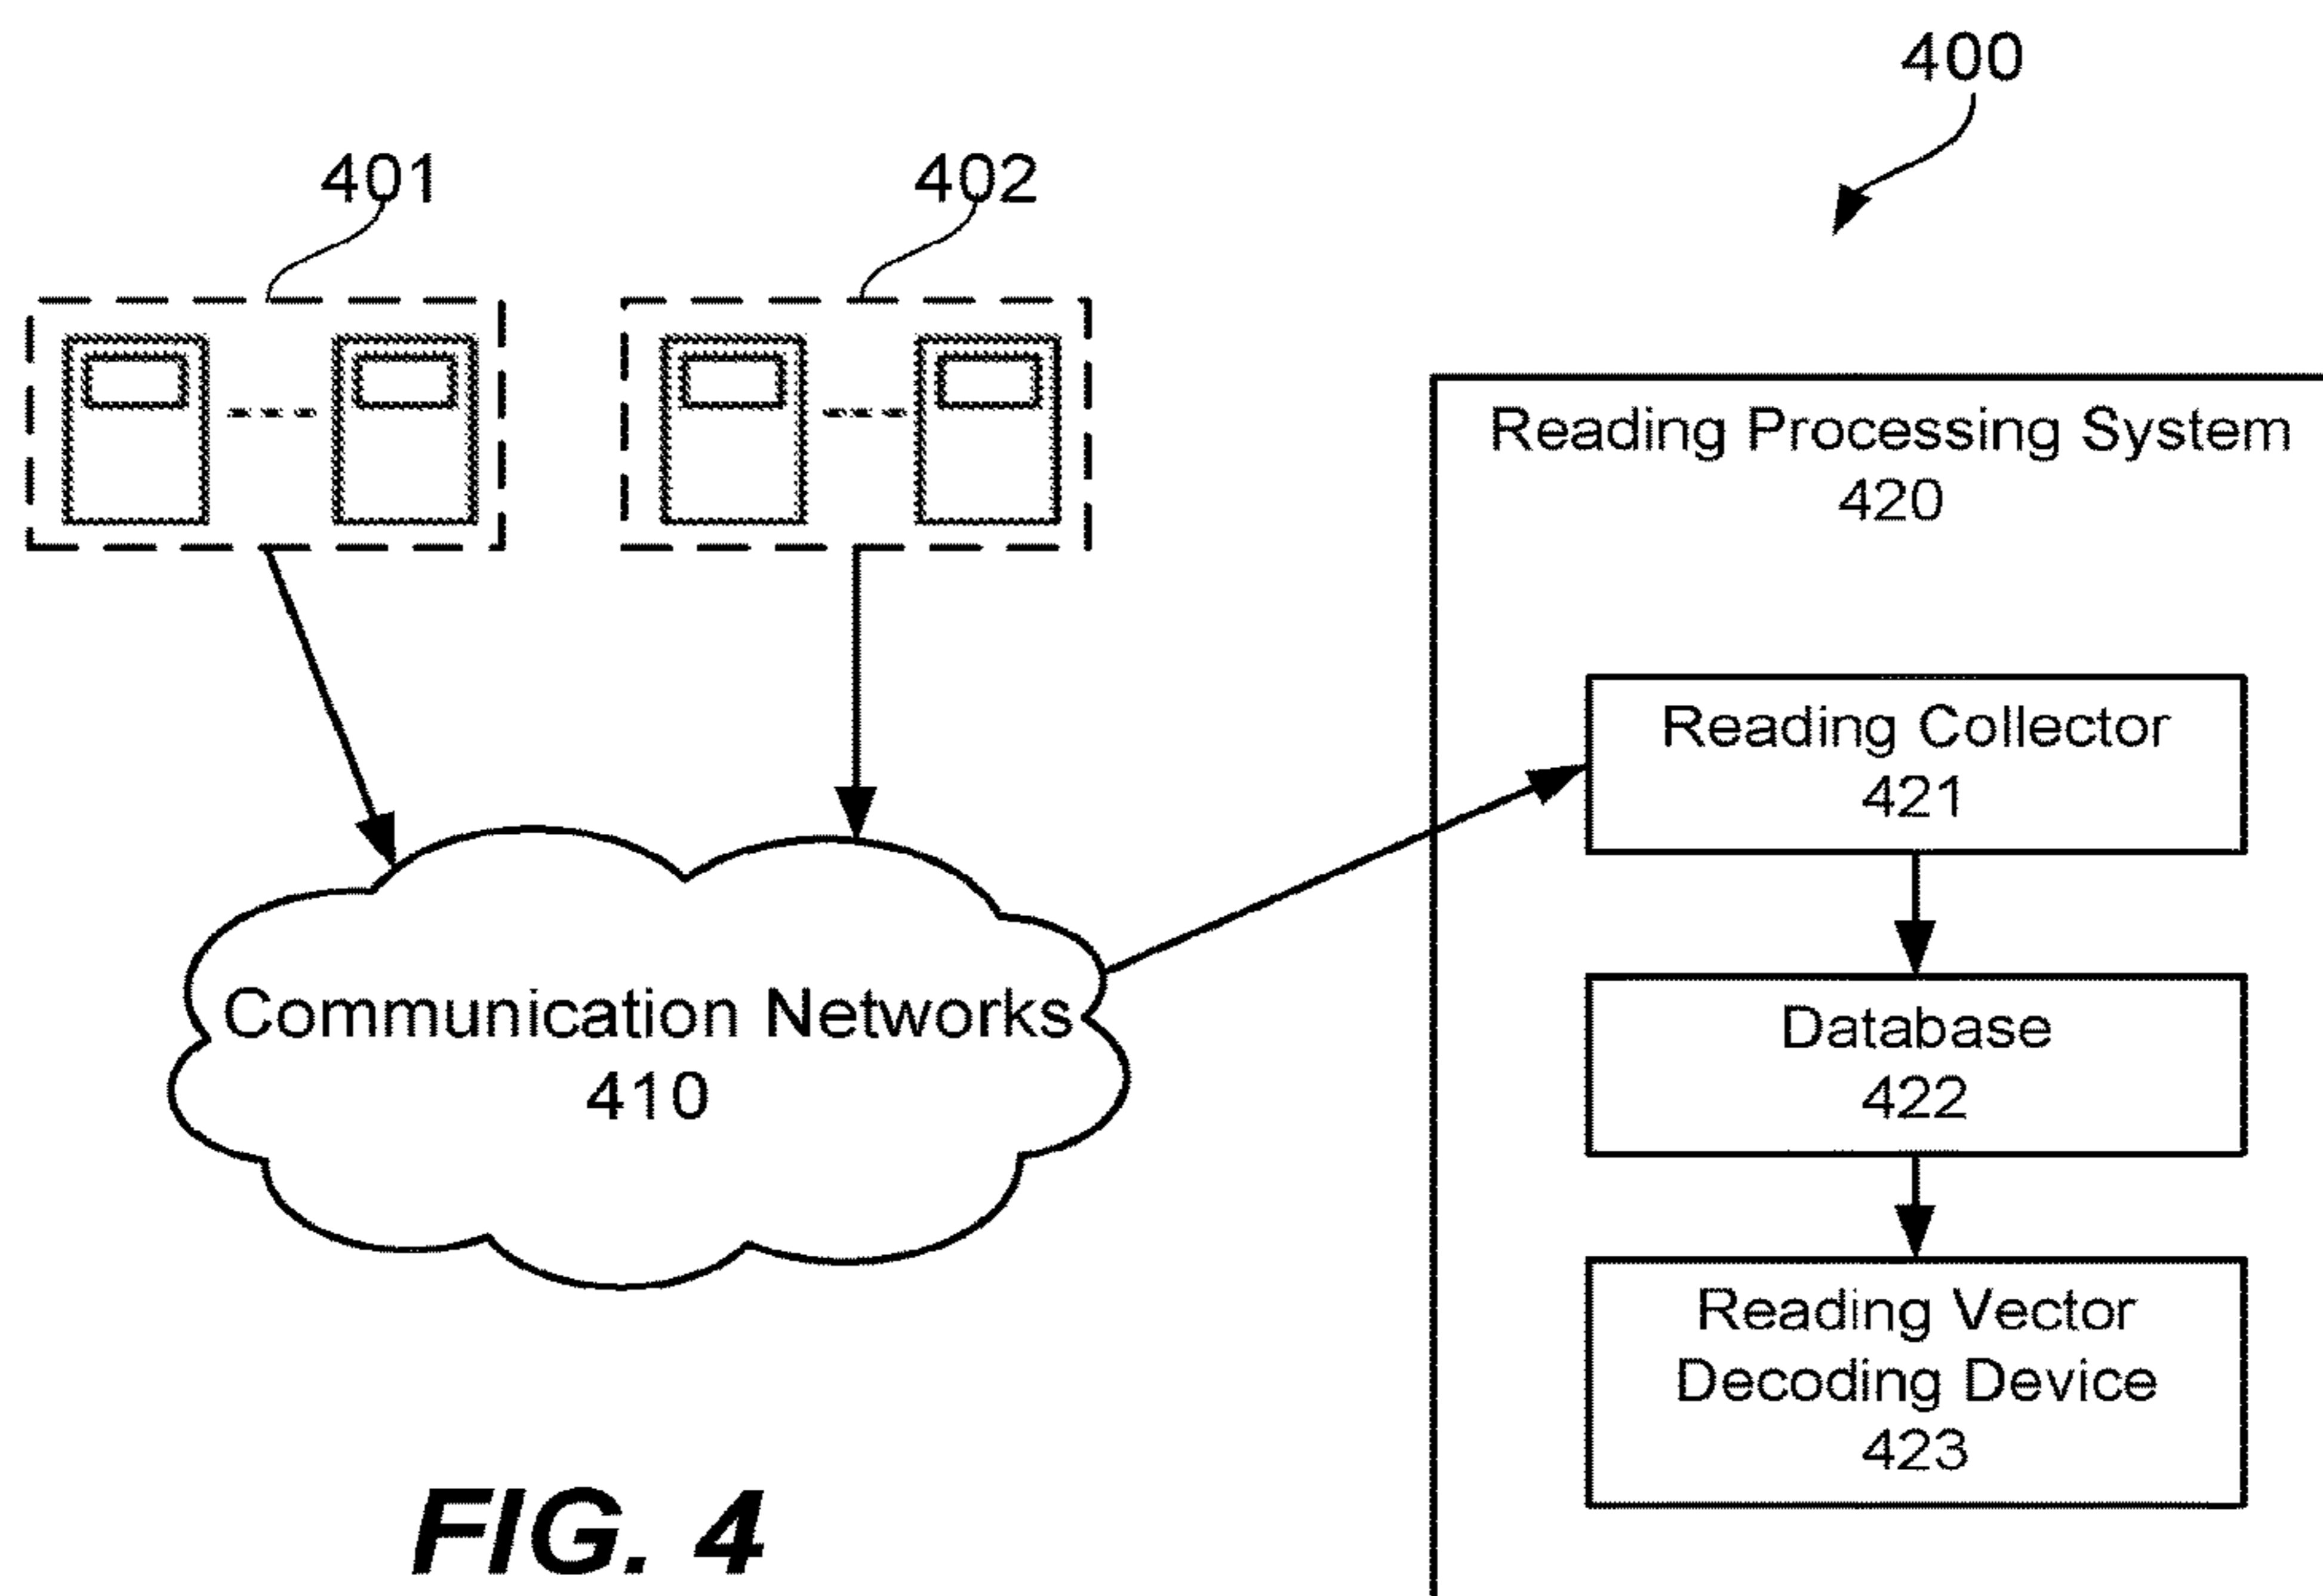 400
401
402
Reading Processing System
420
Reading Collector
421
Communication Networks
410
Database
422
Reading Vector
Decoding Device
423
FIG. 4